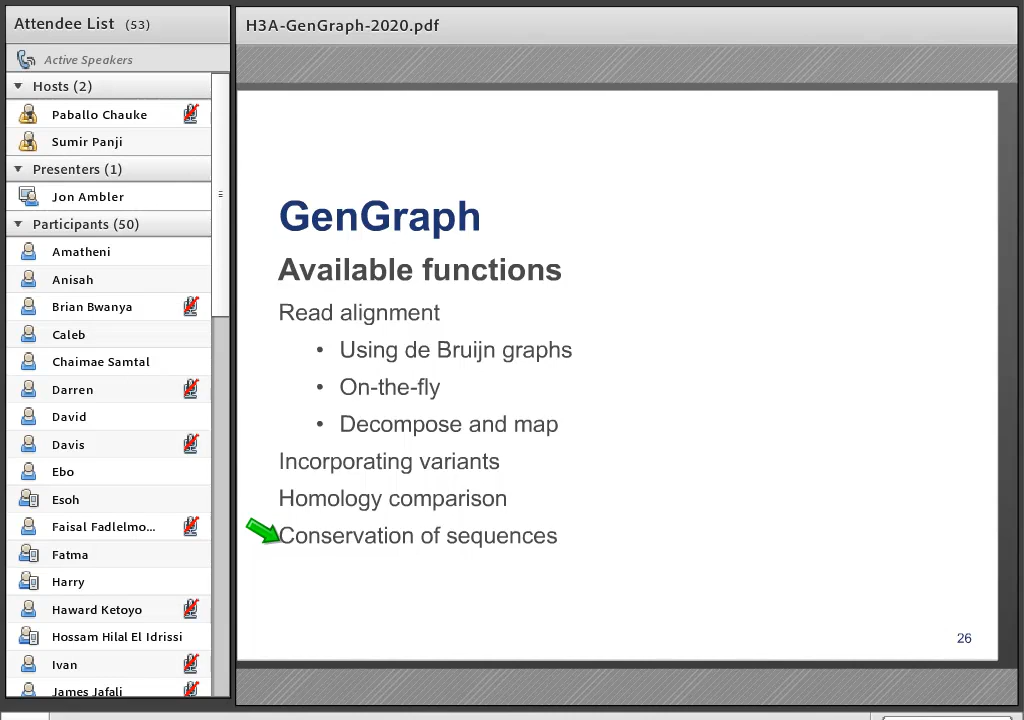 Attendee List (53)
Active Speakers
Hosts (2)
Paballo Chauke
Sumir Panji
Presenters (1)
Jon Ambler
Participants (50)
Amatheni
Anisah
Brian Bwanya
Caleb
Chaimae Samtal
Darren
David
Davis
Ebo
Esoh
Faisal Fadlelmo...
Fatma
Harry
Haward Ketoyo
Hossam Hilal El Idrissi
Ivan
James Jafali
H3A-GenGraph-2020.pdf
GenGraph
Available functions
Read alignment
• Using de Bruijn graphs
• On-the-fly
• Decompose and map
Incorporating variants
Homology comparison
Conservation of sequences
26